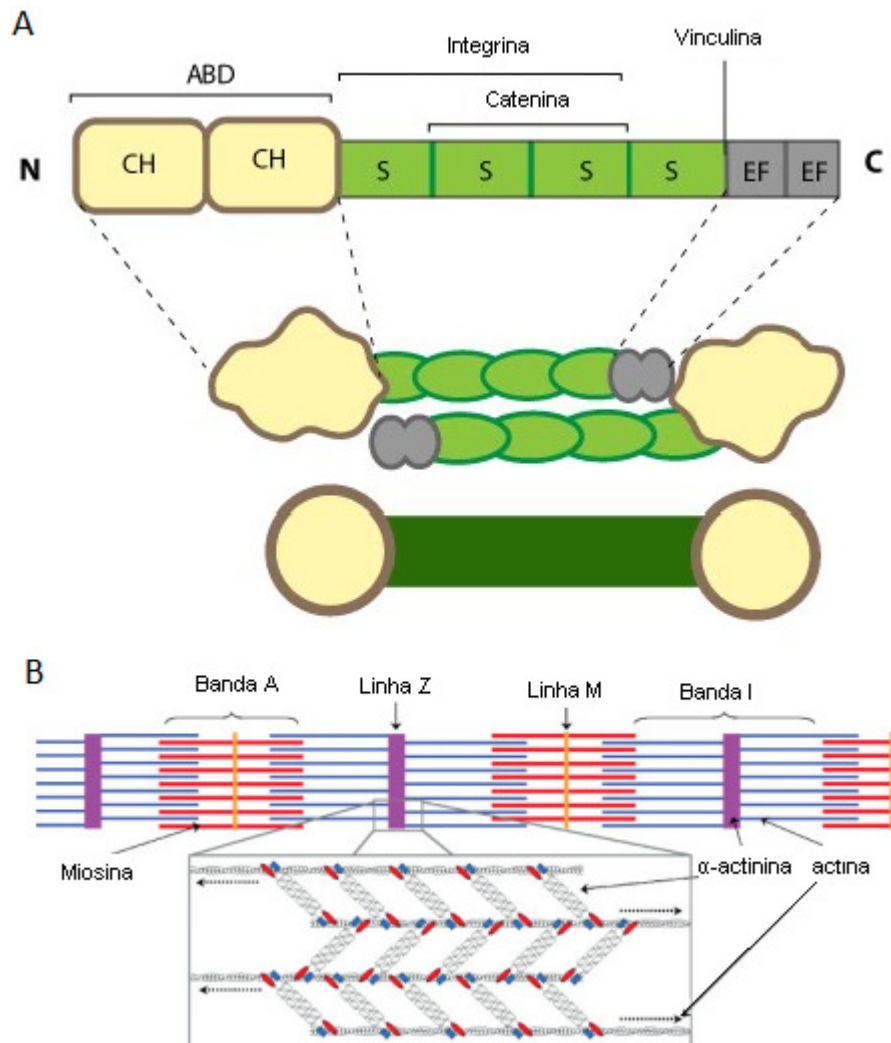 A
Integrina
Vinculina
ABD
Catenina
N
CH
CH
S
S
S
S
EF
EF
C
B
Banda A
Linha Z
Linha M
Banda I
Miosina
α-actinina
actina